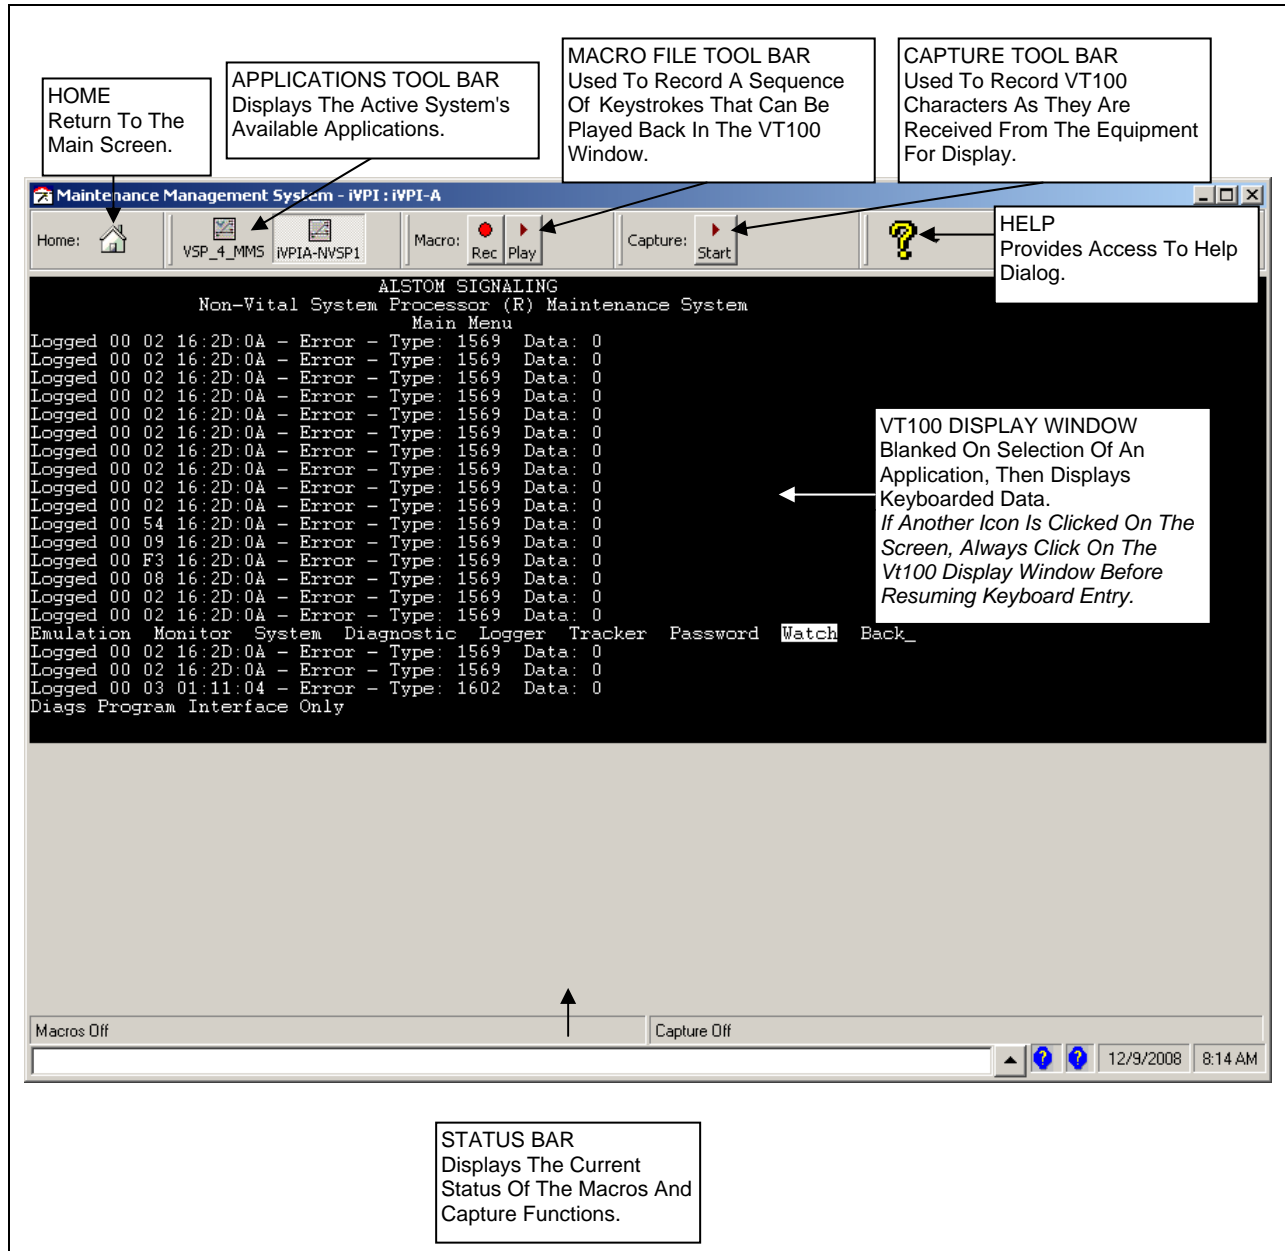 HOME
Return To The
Main Screen.
APPLICATIONS TOOL BAR
Displays The Active System's
Available Applications.
MACRO FILE TOOL BAR
Used To Record A Sequence
Of Keystrokes That Can Be
Played Back In The VT100
Window.
CAPTURE TOOL BAR
Used To Record VT100
Characters As They Are
Received From The Equipment
For Display.
Maintenance Management System - iVPI : iVPI-A
Home:
VSP_4_MMS
iVPIA-NVSP1
Macro:
Rec
Play
Capture:
Start
HELP
Provides Access To Help
Dialog.
ALSTOM SIGNALING
Non-Vital System Processor (R) Maintenance System
Main Menu
Logged 00 02 16:2D:0A - Error - Type: 1569 Data: 0
Logged 00 02 16:2D:0A - Error - Type: 1569 Data: 0
Logged 00 02 16:2D:0A - Error - Type: 1569 Data: 0
Logged 00 02 16:2D:0A - Error - Type: 1569 Data: 0
Logged 00 02 16:2D:0A - Error - Type: 1569 Data: 0
Logged 00 02 16:2D:0A - Error - Type: 1569 Data: 0
Logged 00 02 16:2D:0A - Error - Type: 1569 Data: 0
Logged 00 02 16:2D:0A - Error - Type: 1569 Data: 0
Logged 00 02 16:2D:0A - Error - Type: 1569 Data: 0
Logged 00 02 16:2D:0A - Error - Type: 1569 Data: 0
Logged 00 54 16:2D:0A - Error - Type: 1569 Data: 0
Logged 00 09 16:2D:0A - Error - Type: 1569 Data: 0
Logged 00 F3 16:2D:0A - Error - Type: 1569 Data: 0
Logged 00 08 16:2D:0A - Error - Type: 1569 Data: 0
Logged 00 02 16:2D:0A - Error - Type: 1569 Data: 0
Logged 00 02 16:2D:0A - Error - Type: 1569 Data: 0
Emulation Monitor System Diagnostic Logger Tracker Password Watch Back_
Logged 00 02 16:2D:0A - Error - Type: 1569 Data: 0
Logged 00 02 16:2D:0A - Error - Type: 1569 Data: 0
Logged 00 03 01:11:04 - Error - Type: 1602 Data: 0
Diags Program Interface Only
VT100 DISPLAY WINDOW
Blanked On Selection Of An
Application, Then Displays
Keyboarded Data.
If Another Icon Is Clicked On The
Screen, Always Click On The
Vt100 Display Window Before
Resuming Keyboard Entry.
Macros Off
Capture Off
12/9/2008
8:14 AM
STATUS BAR
Displays The Current
Status Of The Macros And
Capture Functions.